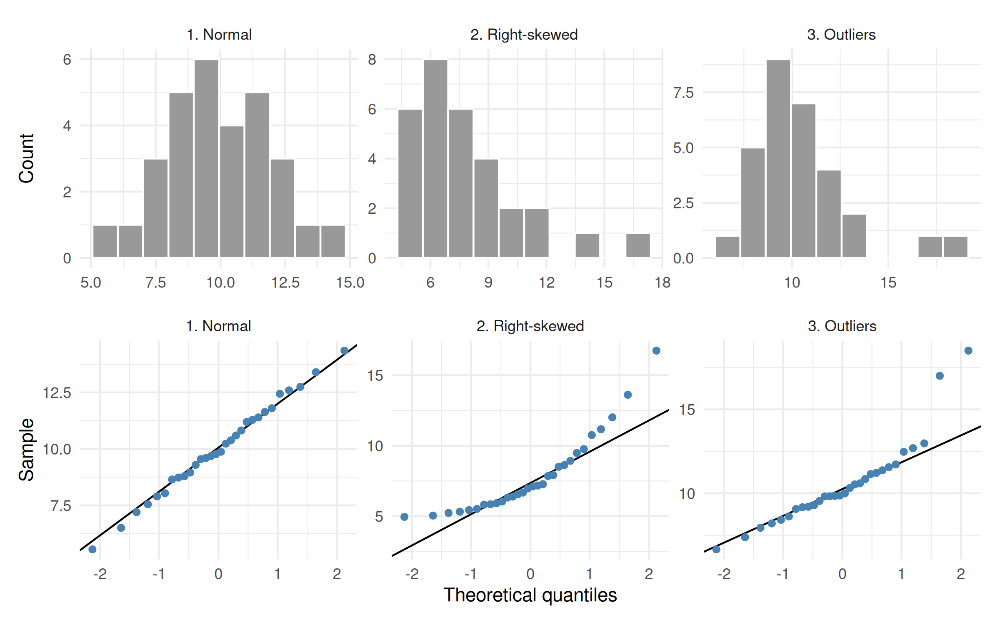 1. Normal
2. Right-skewed
3. Outliers
Count
6
4
2
0
5.0 7.5 10.0 12.5 15.0
8
6
4
2
0
6 9 12 15 18
7.5
5.0
2.5
0.0
10 15
1. Normal
2. Right-skewed
3. Outliers
Sample
12.5
10.0
7.5
-2 -1 0 1 2
15
10
5
-2 -1 0 1 2
15
10
-2 -1 0 1 2
Theoretical quantiles